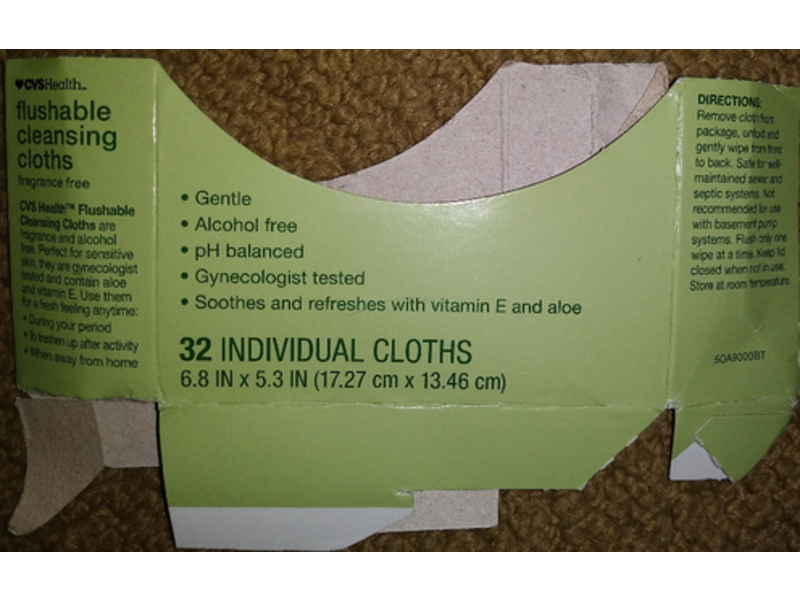 ♥CVSHealth™
flushable
cleansing
cloths
fragrance free
CVS Health™ Flushable
Cleansing Cloths are
fragrance and alcohol
free. Perfect for sensitive
skin, they are gynecologist
tested and contain aloe
and vitamin E. Use them
for a fresh feeling anytime:
• During your period
• To freshen up after activity
• When away from home
• Gentle
• Alcohol free
• pH balanced
• Gynecologist tested
• Soothes and refreshes with vitamin E and aloe
32 INDIVIDUAL CLOTHS
6.8 IN x 5.3 IN (17.27 cm x 13.46 cm)
DIRECTIONS:
Remove cloth from
package, unfold and
gently wipe from front
to back. Safe for well-
maintained sewer and
septic systems. Not
recommended for use
with basement pump
systems. Flush only one
wipe at a time. Keep lid
closed when not in use.
Store at room temperature.
50A9000BT